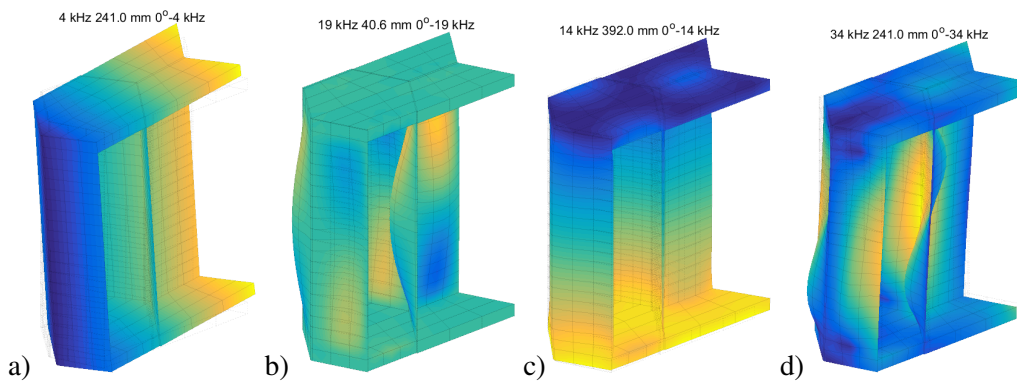 4 kHz 241.0 mm 0°-4 kHz
19 kHz 40.6 mm 0°-19 kHz
14 kHz 392.0 mm 0°-14 kHz
34 kHz 241.0 mm 0°-34 kHz
a)
b)
c)
d)